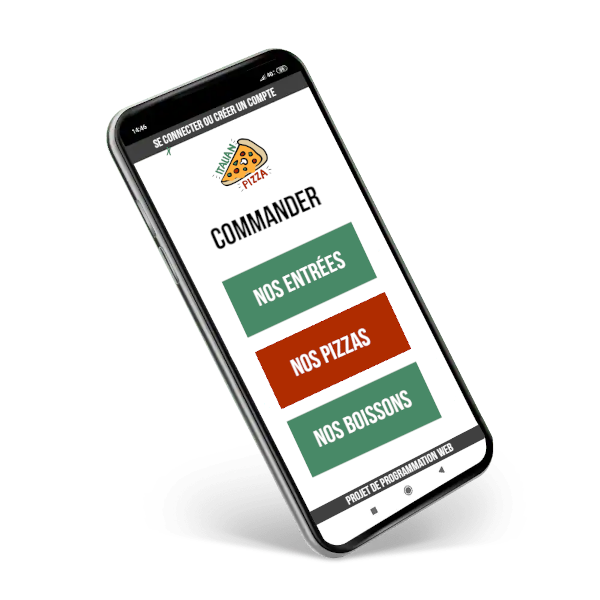 14:46
4G+ 99
SE CONNECTER OU CRÉER UN COMPTE
ITALIAN
PIZZA
COMMANDER
NOS ENTRÉES
NOS PIZZAS
NOS BOISSONS
PROJET DE PROGRAMMATION WEB